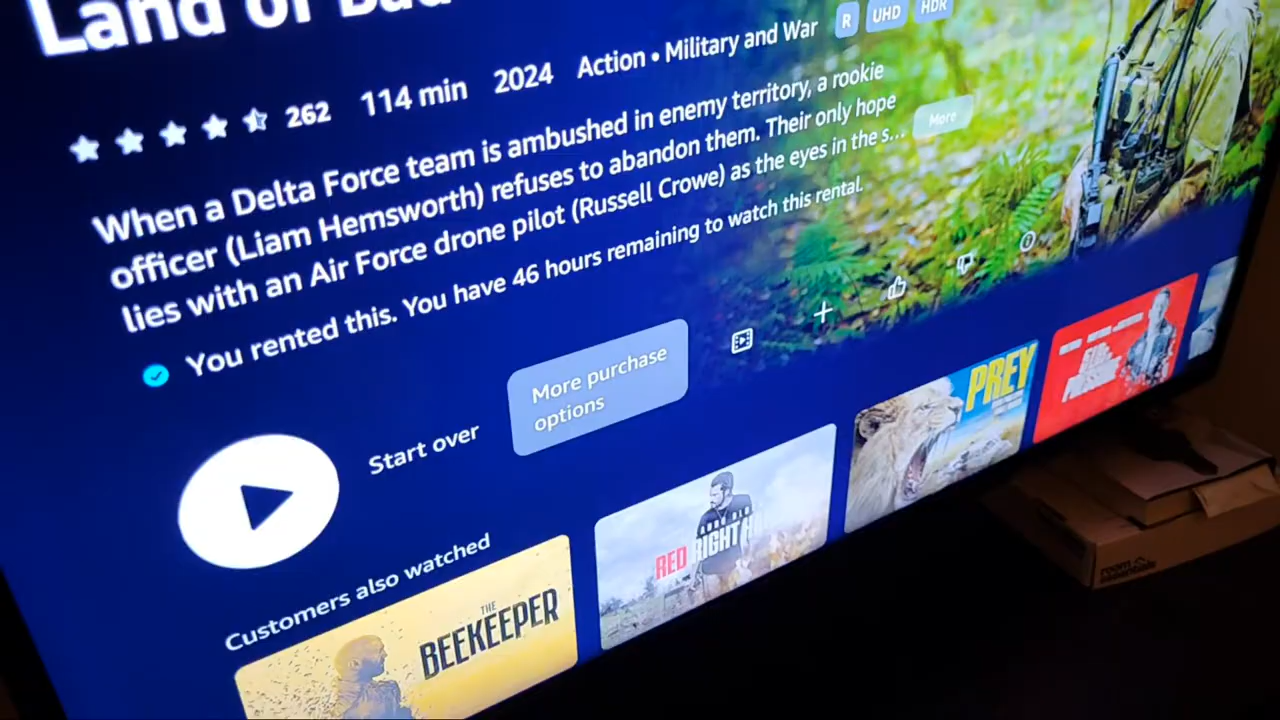 Land of Bad
262 114 min 2024 Action • Military and War R UHD HDR
When a Delta Force team is ambushed in enemy territory, a rookie
officer (Liam Hemsworth) refuses to abandon them. Their only hope
lies with an Air Force drone pilot (Russell Crowe) as the eyes in the s... More
You rented this. You have 46 hours remaining to watch this rental.
Start over
More purchase
options
Customers also watched
THE
BEEKEEPER
RED RIGHT
PREY
room
essentials